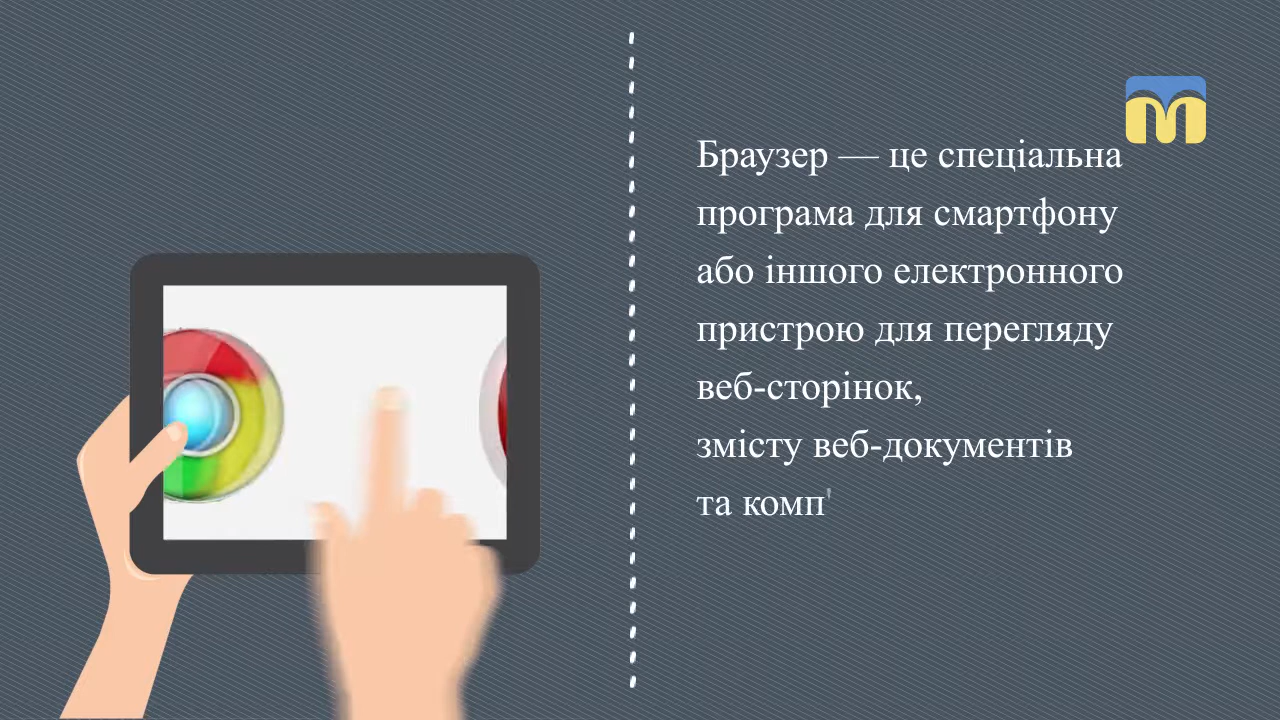 Браузер — це спеціальна
програма для смартфону
або іншого електронного
пристрою для перегляду
веб-сторінок,
змісту веб-документів
та комп'